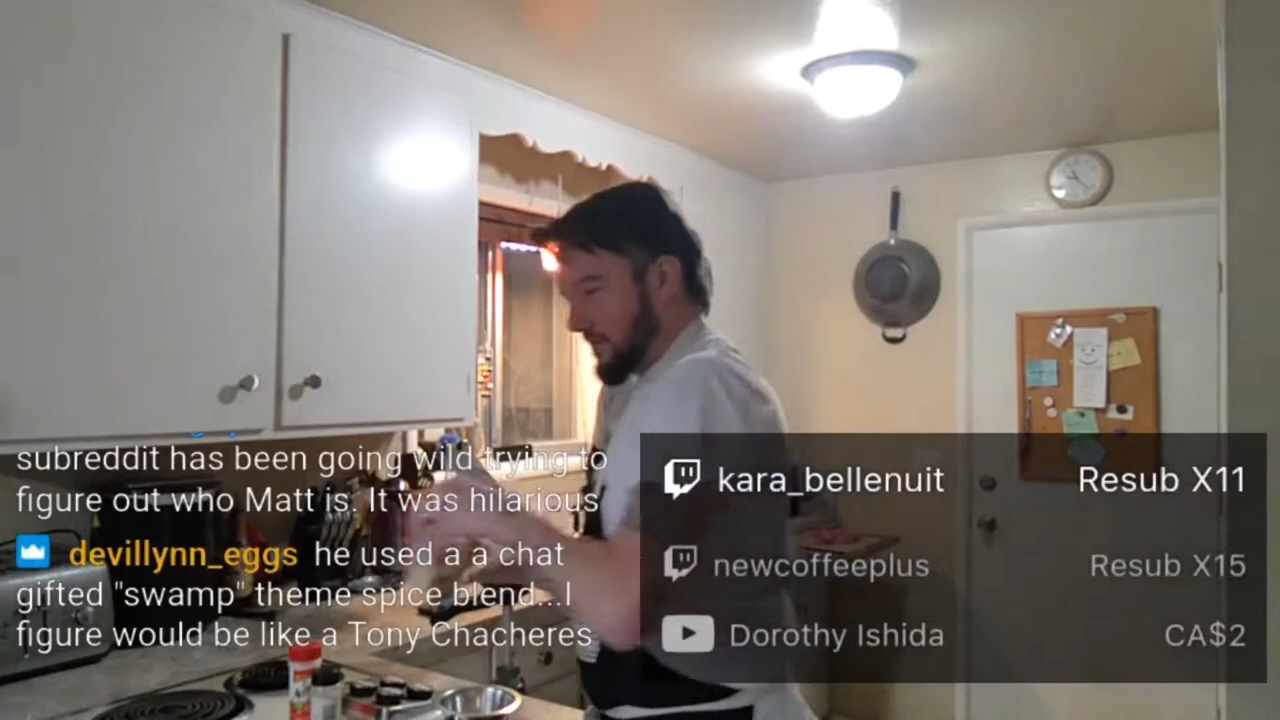 subreddit has been going wild trying to
figure out who Matt is. It was hilarious
devillynn_eggs he used a a chat
gifted "swamp" theme spice blend...I
figure would be like a Tony Chacheres
kara_bellenuit Resub X11
newcoffeeplus Resub X15
Dorothy Ishida CA$2